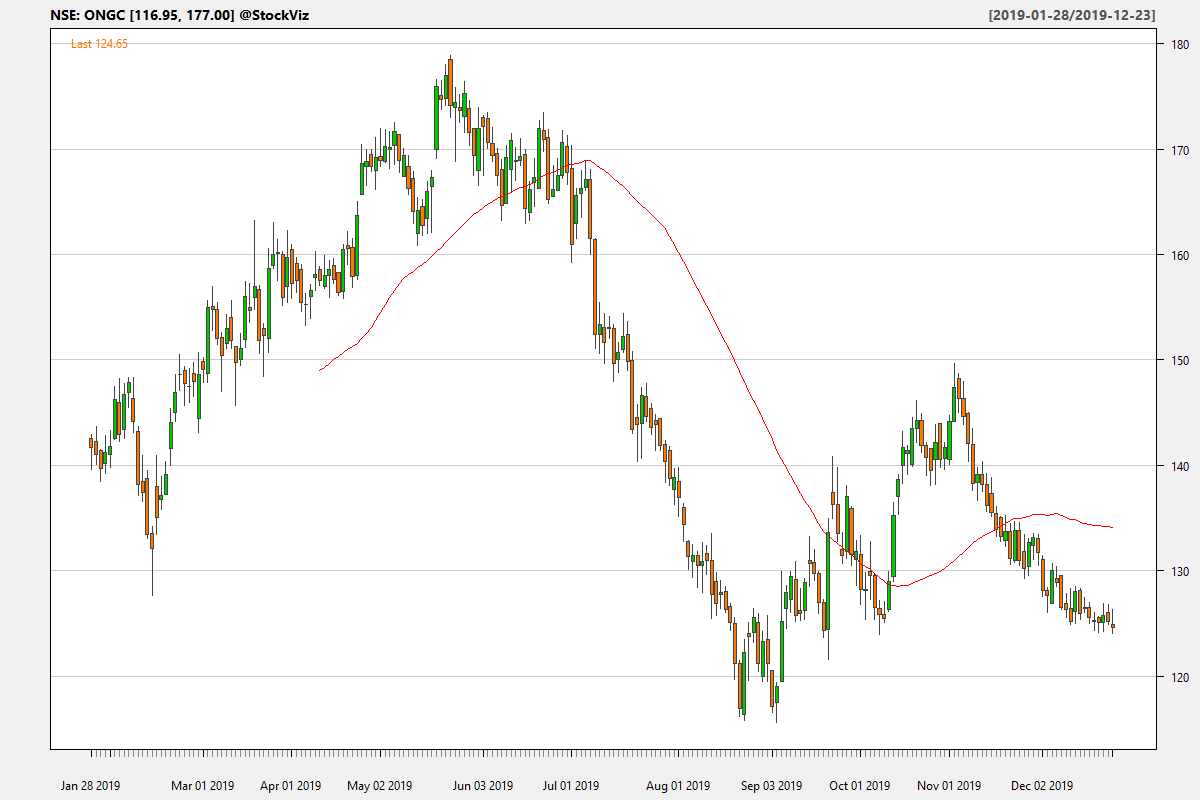 NSE: ONGC [116.95, 177.00] @StockViz [2019-01-28/2019-12-23]
Last 124.65
180
170
160
150
140
130
120
Jan 28 2019 Mar 01 2019 Apr 01 2019 May 02 2019 Jun 03 2019 Jul 01 2019 Aug 01 2019 Sep 03 2019 Oct 01 2019 Nov 01 2019 Dec 02 2019